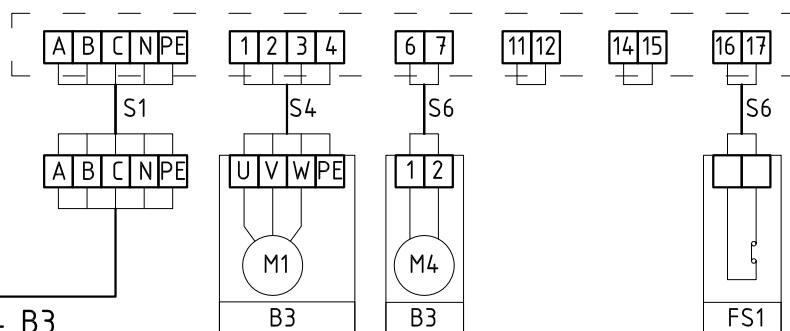 A B C N PE 1 2 3 4 6 7 11 12 14 15 16 17
S1 S4 S6 S6
A B C N PE U V W PE 1 2
M1 M4
B3 B3 B3 FS1